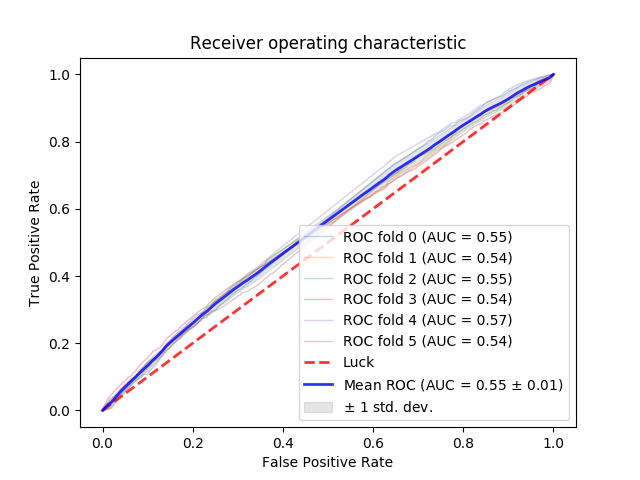 Receiver operating characteristic
True Positive Rate
1.0
0.8
0.6
0.4
0.2
0.0
ROC fold 0 (AUC = 0.55)
ROC fold 1 (AUC = 0.54)
ROC fold 2 (AUC = 0.55)
ROC fold 3 (AUC = 0.54)
ROC fold 4 (AUC = 0.57)
ROC fold 5 (AUC = 0.54)
Luck
Mean ROC (AUC = 0.55 ± 0.01)
± 1 std. dev.
0.0 0.2 0.4 0.6 0.8 1.0
False Positive Rate